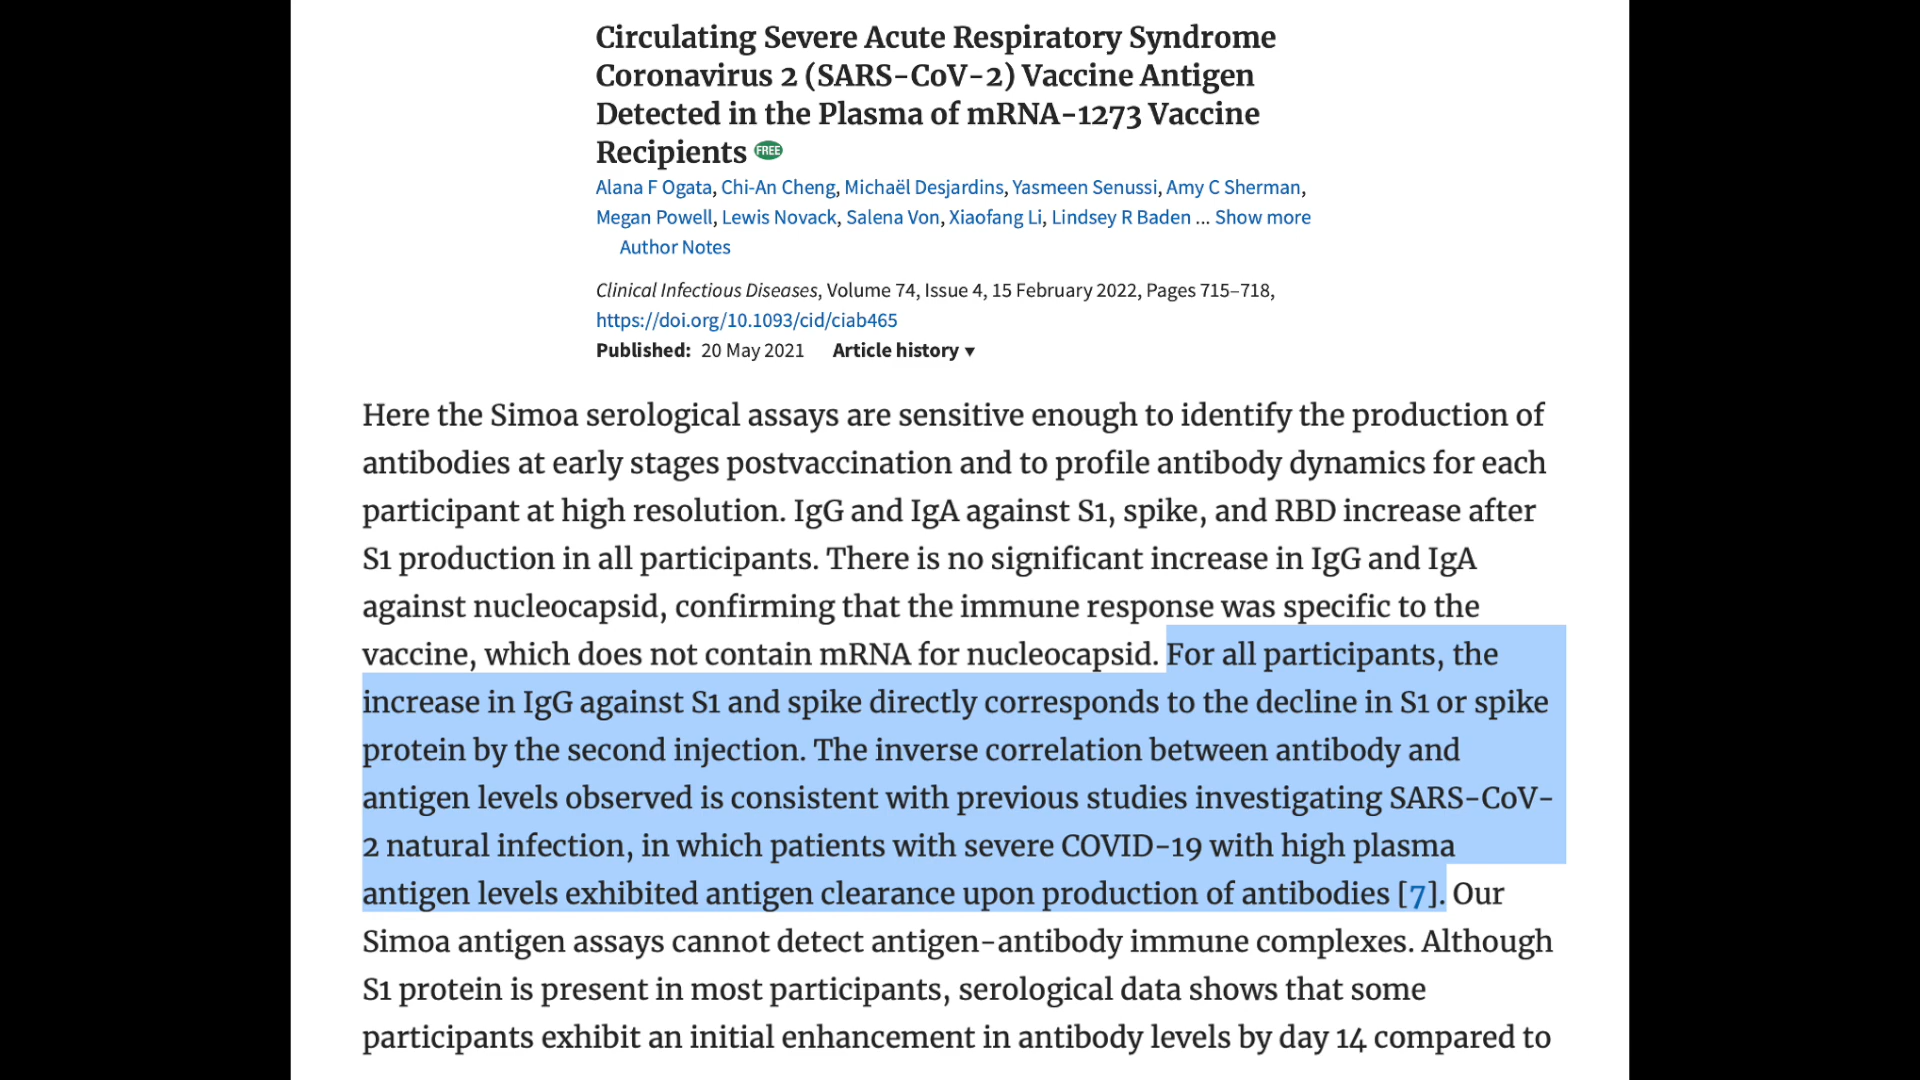 Circulating Severe Acute Respiratory Syndrome
Coronavirus 2 (SARS-CoV-2) Vaccine Antigen
Detected in the Plasma of mRNA-1273 Vaccine
Recipients FREE
Alana F Ogata, Chi-An Cheng, Michaël Desjardins, Yasmeen Senussi, Amy C Sherman,
Megan Powell, Lewis Novack, Salena Von, Xiaofang Li, Lindsey R Baden ... Show more
Author Notes
Clinical Infectious Diseases, Volume 74, Issue 4, 15 February 2022, Pages 715–718,
https://doi.org/10.1093/cid/ciab465
Published: 20 May 2021 Article history ▾
Here the Simoa serological assays are sensitive enough to identify the production of
antibodies at early stages postvaccination and to profile antibody dynamics for each
participant at high resolution. IgG and IgA against S1, spike, and RBD increase after
S1 production in all participants. There is no significant increase in IgG and IgA
against nucleocapsid, confirming that the immune response was specific to the
vaccine, which does not contain mRNA for nucleocapsid. For all participants, the
increase in IgG against S1 and spike directly corresponds to the decline in S1 or spike
protein by the second injection. The inverse correlation between antibody and
antigen levels observed is consistent with previous studies investigating SARS-CoV-
2 natural infection, in which patients with severe COVID-19 with high plasma
antigen levels exhibited antigen clearance upon production of antibodies [7]. Our
Simoa antigen assays cannot detect antigen-antibody immune complexes. Although
S1 protein is present in most participants, serological data shows that some
participants exhibit an initial enhancement in antibody levels by day 14 compared to